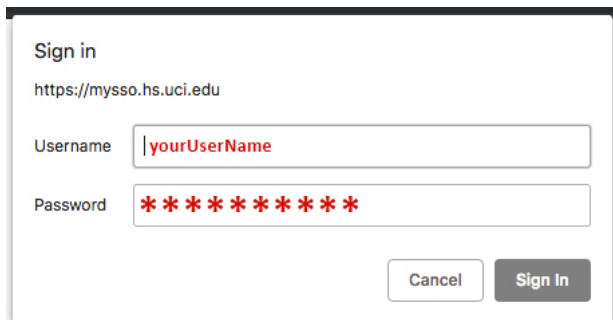 Sign in
https://mysso.hs.uci.edu
Username yourUserName
Password **********
Cancel Sign In